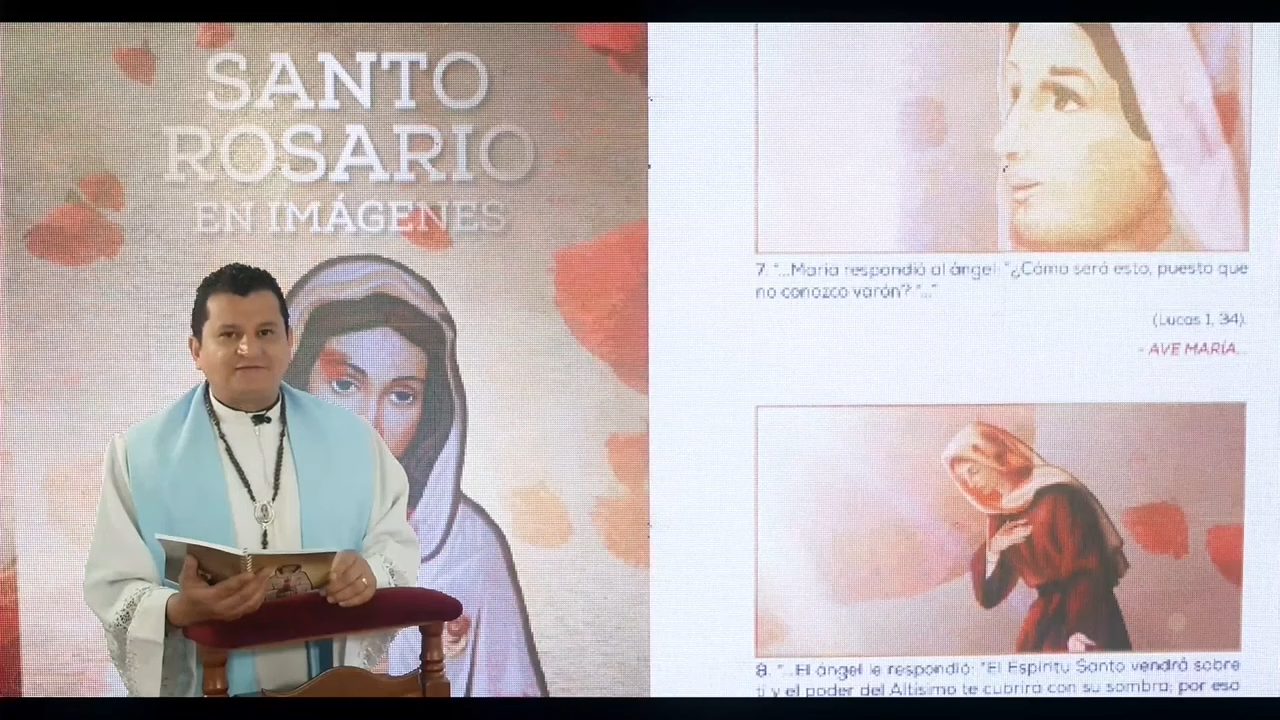 SANTO
ROSARIO
EN IMÁGENES
7. "...María respondió al ángel: "¿Cómo será esto, puesto que
no conozco varón? "..."
(Lucas 1, 34).
- AVE MARÍA...
8. "...El ángel le respondió: "El Espíritu Santo vendrá sobre
ti y el poder del Altísimo te cubrirá con su sombra; por eso